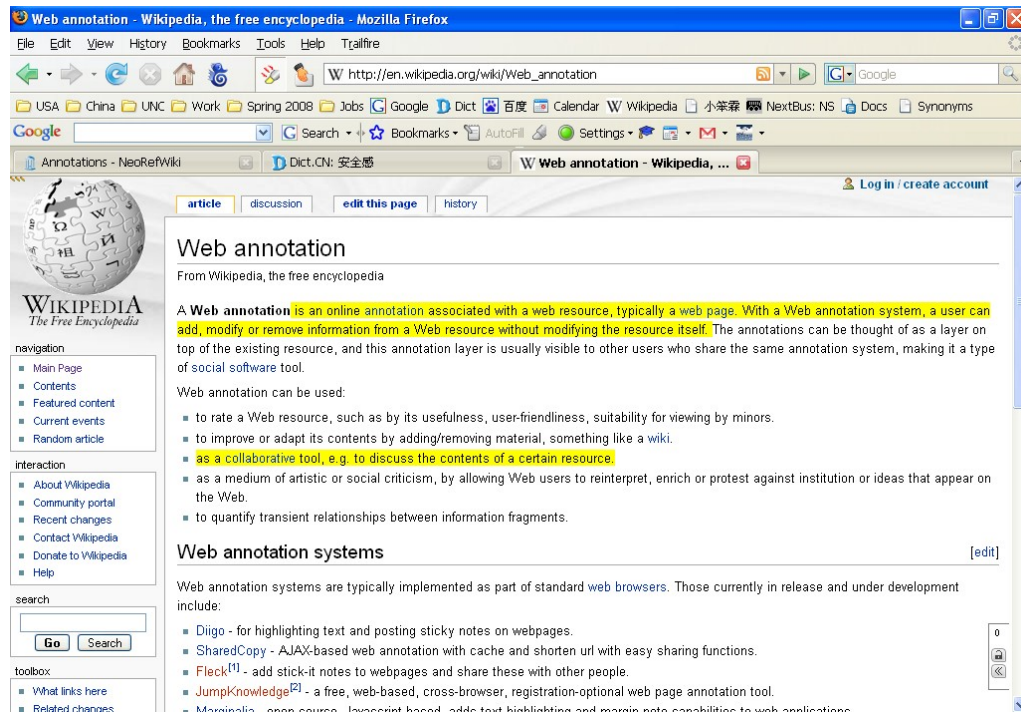 Web annotation - Wikipedia, the free encyclopedia - Mozilla Firefox
File Edit View History Bookmarks Tools Help Trailfire
W http://en.wikipedia.org/wiki/Web_annotation G Google
USA China UNC Work Spring 2008 Jobs Google Dict 百度 Calendar Wikipedia 小笨霖 NextBus: NS Docs Synonyms
Google Search Bookmarks AutoFill Settings
Annotations - NeoRefWiki Dict.CN: 安全感 Web annotation - Wikipedia, ...
Log in / create account
article discussion edit this page history
WIKIPEDIA
The Free Encyclopedia
navigation
Main Page
Contents
Featured content
Current events
Random article
interaction
About Wikipedia
Community portal
Recent changes
Contact Wikipedia
Donate to Wikipedia
Help
search
Go Search
toolbox
What links here
Related changes
Web annotation
From Wikipedia, the free encyclopedia
A Web annotation is an online annotation associated with a web resource, typically a web page. With a Web annotation system, a user can
add, modify or remove information from a Web resource without modifying the resource itself. The annotations can be thought of as a layer on
top of the existing resource, and this annotation layer is usually visible to other users who share the same annotation system, making it a type
of social software tool.
Web annotation can be used:
to rate a Web resource, such as by its usefulness, user-friendliness, suitability for viewing by minors.
to improve or adapt its contents by adding/removing material, something like a wiki.
as a collaborative tool, e.g. to discuss the contents of a certain resource.
as a medium of artistic or social criticism, by allowing Web users to reinterpret, enrich or protest against institution or ideas that appear on
the Web.
to quantify transient relationships between information fragments.
Web annotation systems [edit]
Web annotation systems are typically implemented as part of standard web browsers. Those currently in release and under development
include:
Diigo - for highlighting text and posting sticky notes on webpages.
SharedCopy - AJAX-based web annotation with cache and shorten url with easy sharing functions.
Fleck[1] - add stick-it notes to webpages and share these with other people.
JumpKnowledge[2] - a free, web-based, cross-browser, registration-optional web page annotation tool.
Marginalia - open source, Javascript based, adds text highlighting and margin note capabilities to web applications.
0